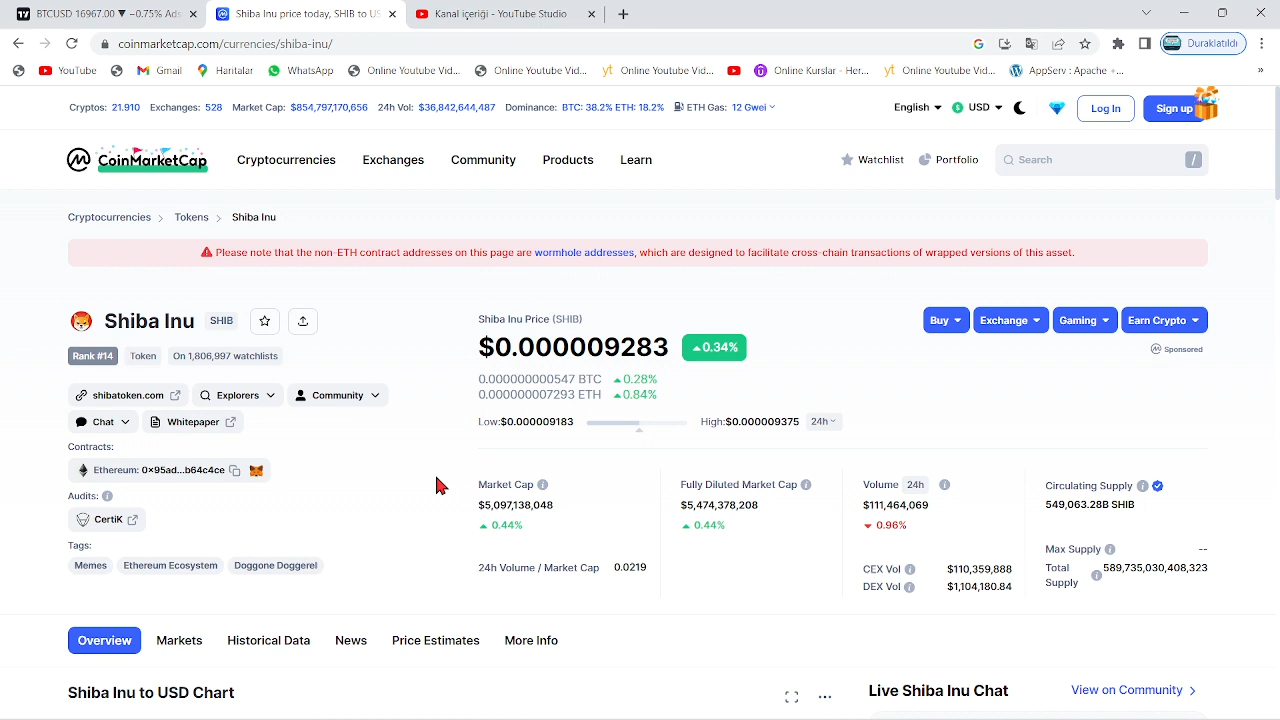 BTCUSD 16967.00 ▼ −0.75% Ads
Shiba Inu price today, SHIB to US
Kanal içeriği - YouTube Studio
coinmarketcap.com/currencies/shiba-inu/
Duraklatıldı
YouTube
Gmail
Haritalar
WhatsApp
Online Youtube Vid...
Online Youtube Vid...
Online Youtube Vid...
Online Kurslar - Her...
Online Youtube Vid...
AppServ : Apache +...
»
Cryptos: 21.910 Exchanges: 528 Market Cap: $854,797,170,656 24h Vol: $36,842,644,487 Dominance: BTC: 38.2% ETH: 18.2% ETH Gas: 12 Gwei
English
USD
Log In
Sign up
CoinMarketCap
Cryptocurrencies
Exchanges
Community
Products
Learn
Watchlist
Portfolio
Search
/
Cryptocurrencies > Tokens > Shiba Inu
Please note that the non-ETH contract addresses on this page are wormhole addresses, which are designed to facilitate cross-chain transactions of wrapped versions of this asset.
Shiba Inu SHIB
Rank #14
Token
On 1,806,997 watchlists
shibatoken.com
Explorers
Community
Chat
Whitepaper
Contracts:
Ethereum: 0x95ad...b64c4ce
Audits:
CertiK
Tags:
Memes
Ethereum Ecosystem
Doggone Doggerel
Shiba Inu Price (SHIB)
$0.000009283 0.34%
0.000000000547 BTC 0.28%
0.000000007293 ETH 0.84%
Low:$0.000009183
High:$0.000009375
24h
Buy
Exchange
Gaming
Earn Crypto
Sponsored
Market Cap
$5,097,138,048
0.44%
24h Volume / Market Cap 0.0219
Fully Diluted Market Cap
$5,474,378,208
0.44%
Volume 24h
$111,464,069
0.96%
CEX Vol $110,359,888
DEX Vol $1,104,180.84
Circulating Supply
549,063.28B SHIB
Max Supply --
Total Supply 589,735,030,408,323
Overview
Markets
Historical Data
News
Price Estimates
More Info
Shiba Inu to USD Chart
Live Shiba Inu Chat
View on Community >